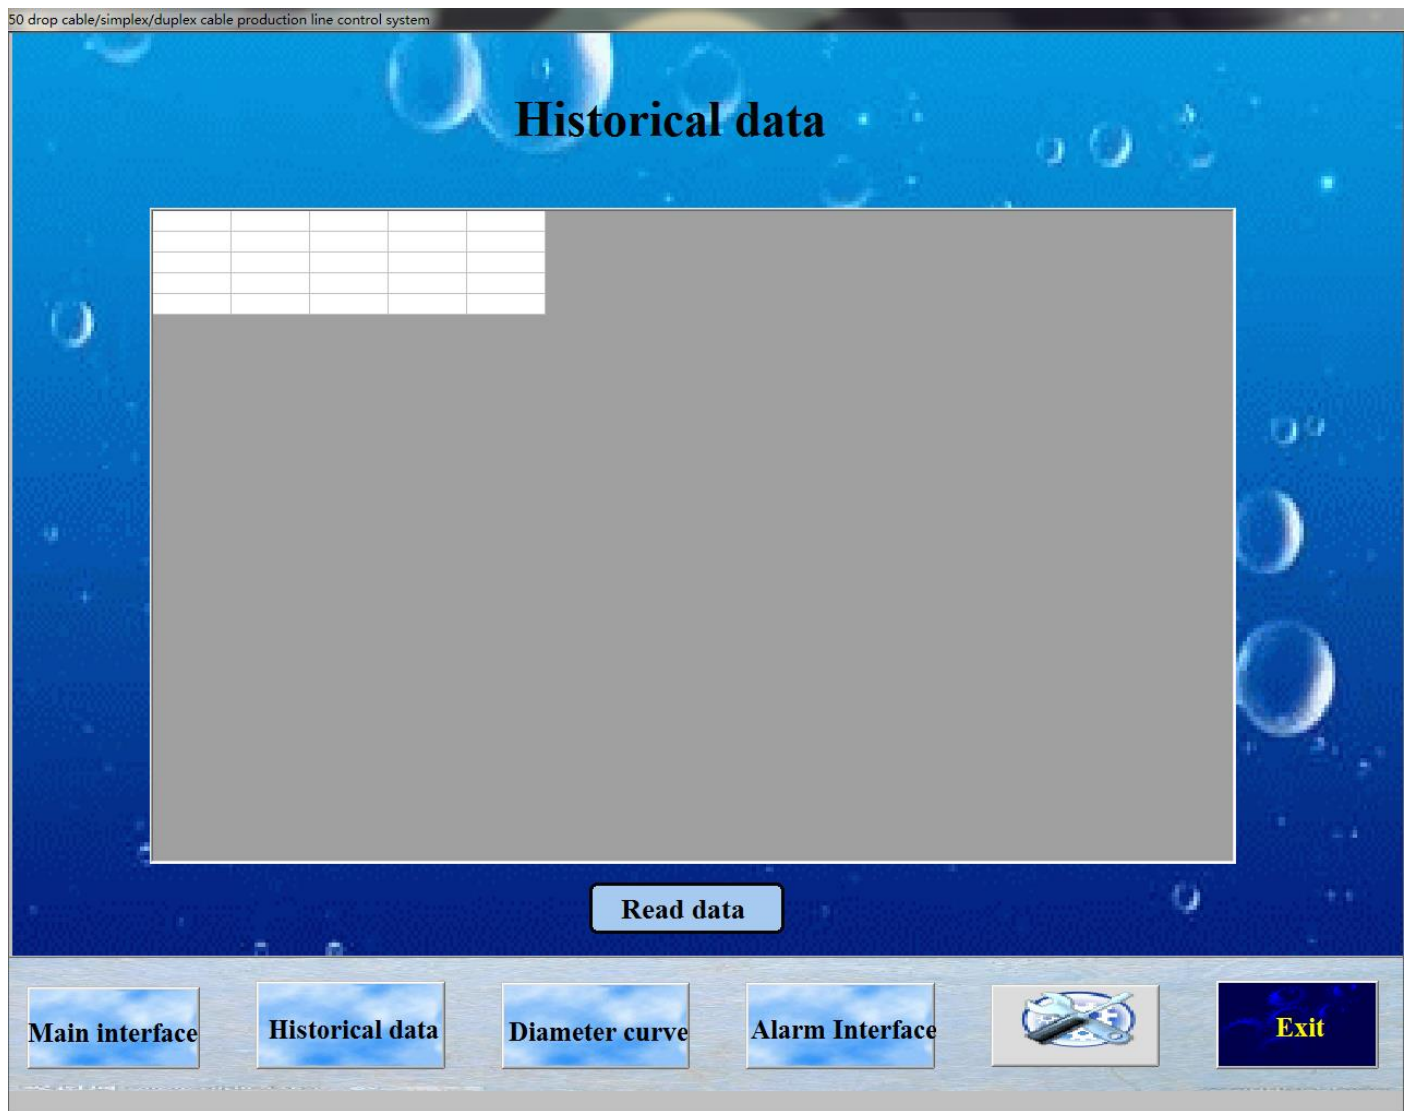 50 drop cable/simplex/duplex cable production line control system
Historical data
Read data
Main interface
Historical data
Diameter curve
Alarm Interface
Exit